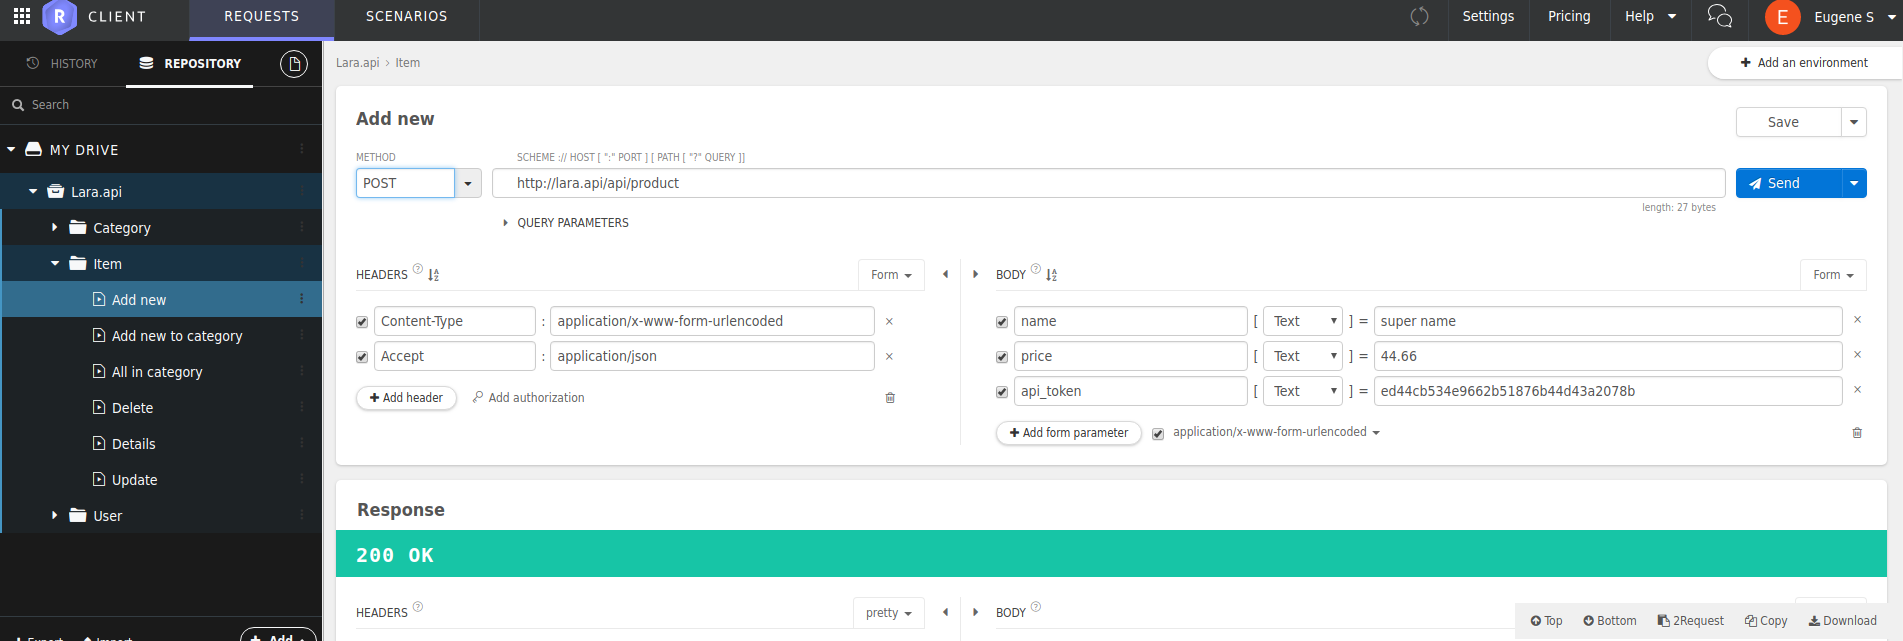 R CLIENT REQUESTS SCENARIOS Settings Pricing Help E Eugene S
HISTORY REPOSITORY
Search
MY DRIVE
Lara.api
Category
Item
Add new
Add new to category
All in category
Delete
Details
Update
User
Export Import + Add
Lara.api › Item
+ Add an environment
Add new
Save
METHOD SCHEME :// HOST [ ":" PORT ] [ PATH [ "?" QUERY ]]
POST http://lara.api/api/product Send
length: 27 bytes
QUERY PARAMETERS
HEADERS ? Form
Content-Type : application/x-www-form-urlencoded ×
Accept : application/json ×
+ Add header Add authorization
BODY ? Form
name [ Text ] = super name ×
price [ Text ] = 44.66 ×
api_token [ Text ] = ed44cb534e9662b51876b44d43a2078b ×
+ Add form parameter application/x-www-form-urlencoded
Response
200 OK
HEADERS ? pretty
BODY ?
Top Bottom 2Request Copy Download